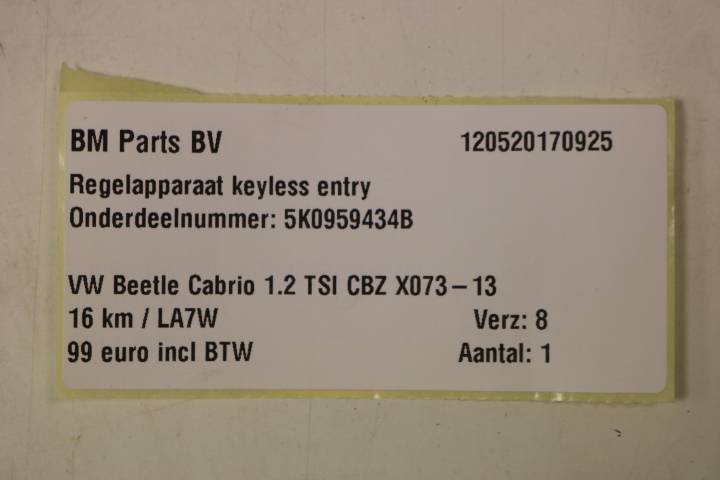 BM Parts BV 120520170925
Regelapparaat keyless entry
Onderdeelnummer: 5K0959434B
VW Beetle Cabrio 1.2 TSI CBZ X073-13
16 km / LA7W Verz: 8
99 euro incl BTW Aantal: 1